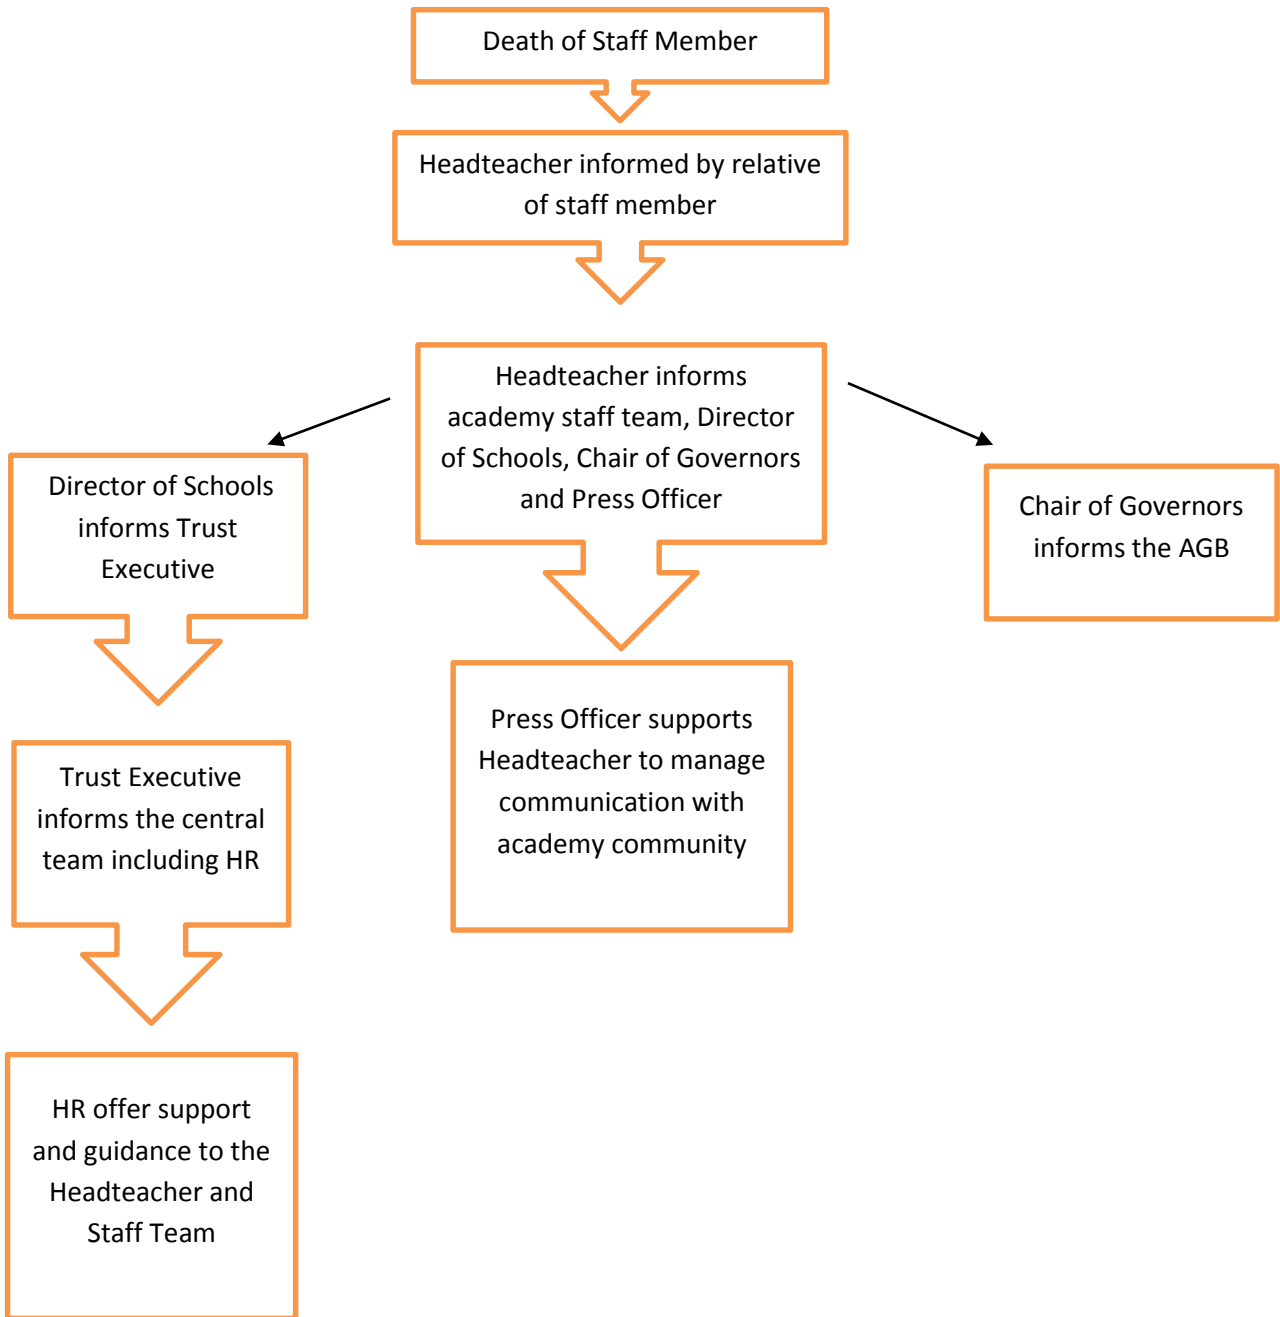 Death of Staff Member
Headteacher informed by relative
of staff member
Headteacher informs
academy staff team, Director
of Schools, Chair of Governors
and Press Officer
Director of Schools
informs Trust
Executive
Chair of Governors
informs the AGB
Press Officer supports
Headteacher to manage
communication with
academy community
Trust Executive
informs the central
team including HR
HR offer support
and guidance to the
Headteacher and
Staff Team